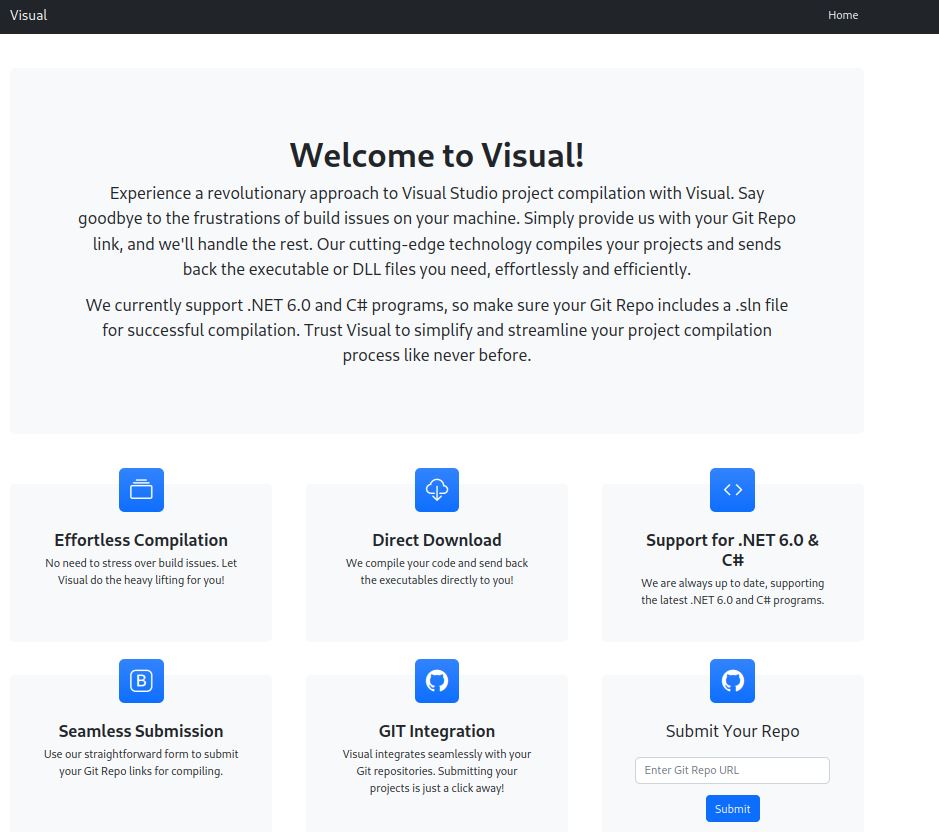 Visual
Home
Welcome to Visual!
Experience a revolutionary approach to Visual Studio project compilation with Visual. Say
goodbye to the frustrations of build issues on your machine. Simply provide us with your Git Repo
link, and we'll handle the rest. Our cutting-edge technology compiles your projects and sends
back the executable or DLL files you need, effortlessly and efficiently.
We currently support .NET 6.0 and C# programs, so make sure your Git Repo includes a .sln file
for successful compilation. Trust Visual to simplify and streamline your project compilation
process like never before.
Effortless Compilation
No need to stress over build issues. Let
Visual do the heavy lifting for you!
Direct Download
We compile your code and send back
the executables directly to you!
Support for .NET 6.0 &
C#
We are always up to date, supporting
the latest .NET 6.0 and C# programs.
B
Seamless Submission
Use our straightforward form to submit
your Git Repo links for compiling.
GIT Integration
Visual integrates seamlessly with your
Git repositories. Submitting your
projects is just a click away!
Submit Your Repo
Enter Git Repo URL
Submit